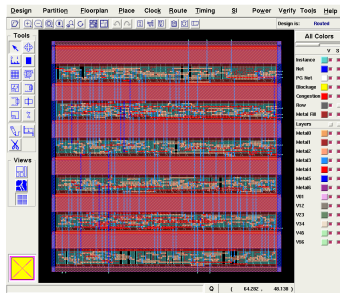 Design Partition Floorplan Place Clock Route Timing SI Power Verify Tools Help
Design is: Routed
Tools
Views
All Colors
V S
Instance
Net
PG Net
Blockage
Congestion
Row
Metal Fill
Layers
Metal0
Metal1
Metal2
Metal3
Metal4
Metal5
Metal6
V01
V12
V23
V34
V45
V56
Q ( 64.292 , 48.138 )